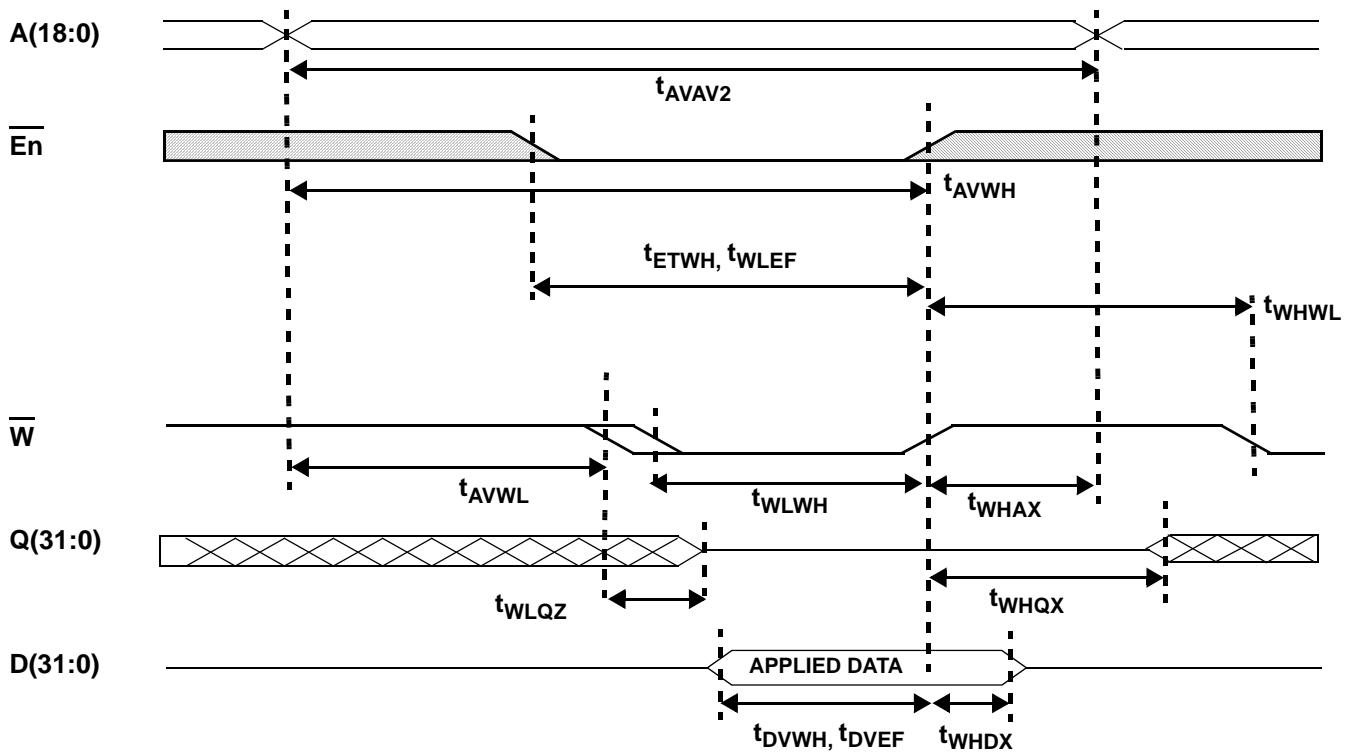 A(18:0)
tAVAV2
En
tAVWH
tETWH, tWLEF
tWHWL
W
tAVWL
tWLWH
tWHAX
Q(31:0)
tWLQZ
tWHQX
D(31:0)
APPLIED DATA
tDVWH, tDVEF
tWHDX